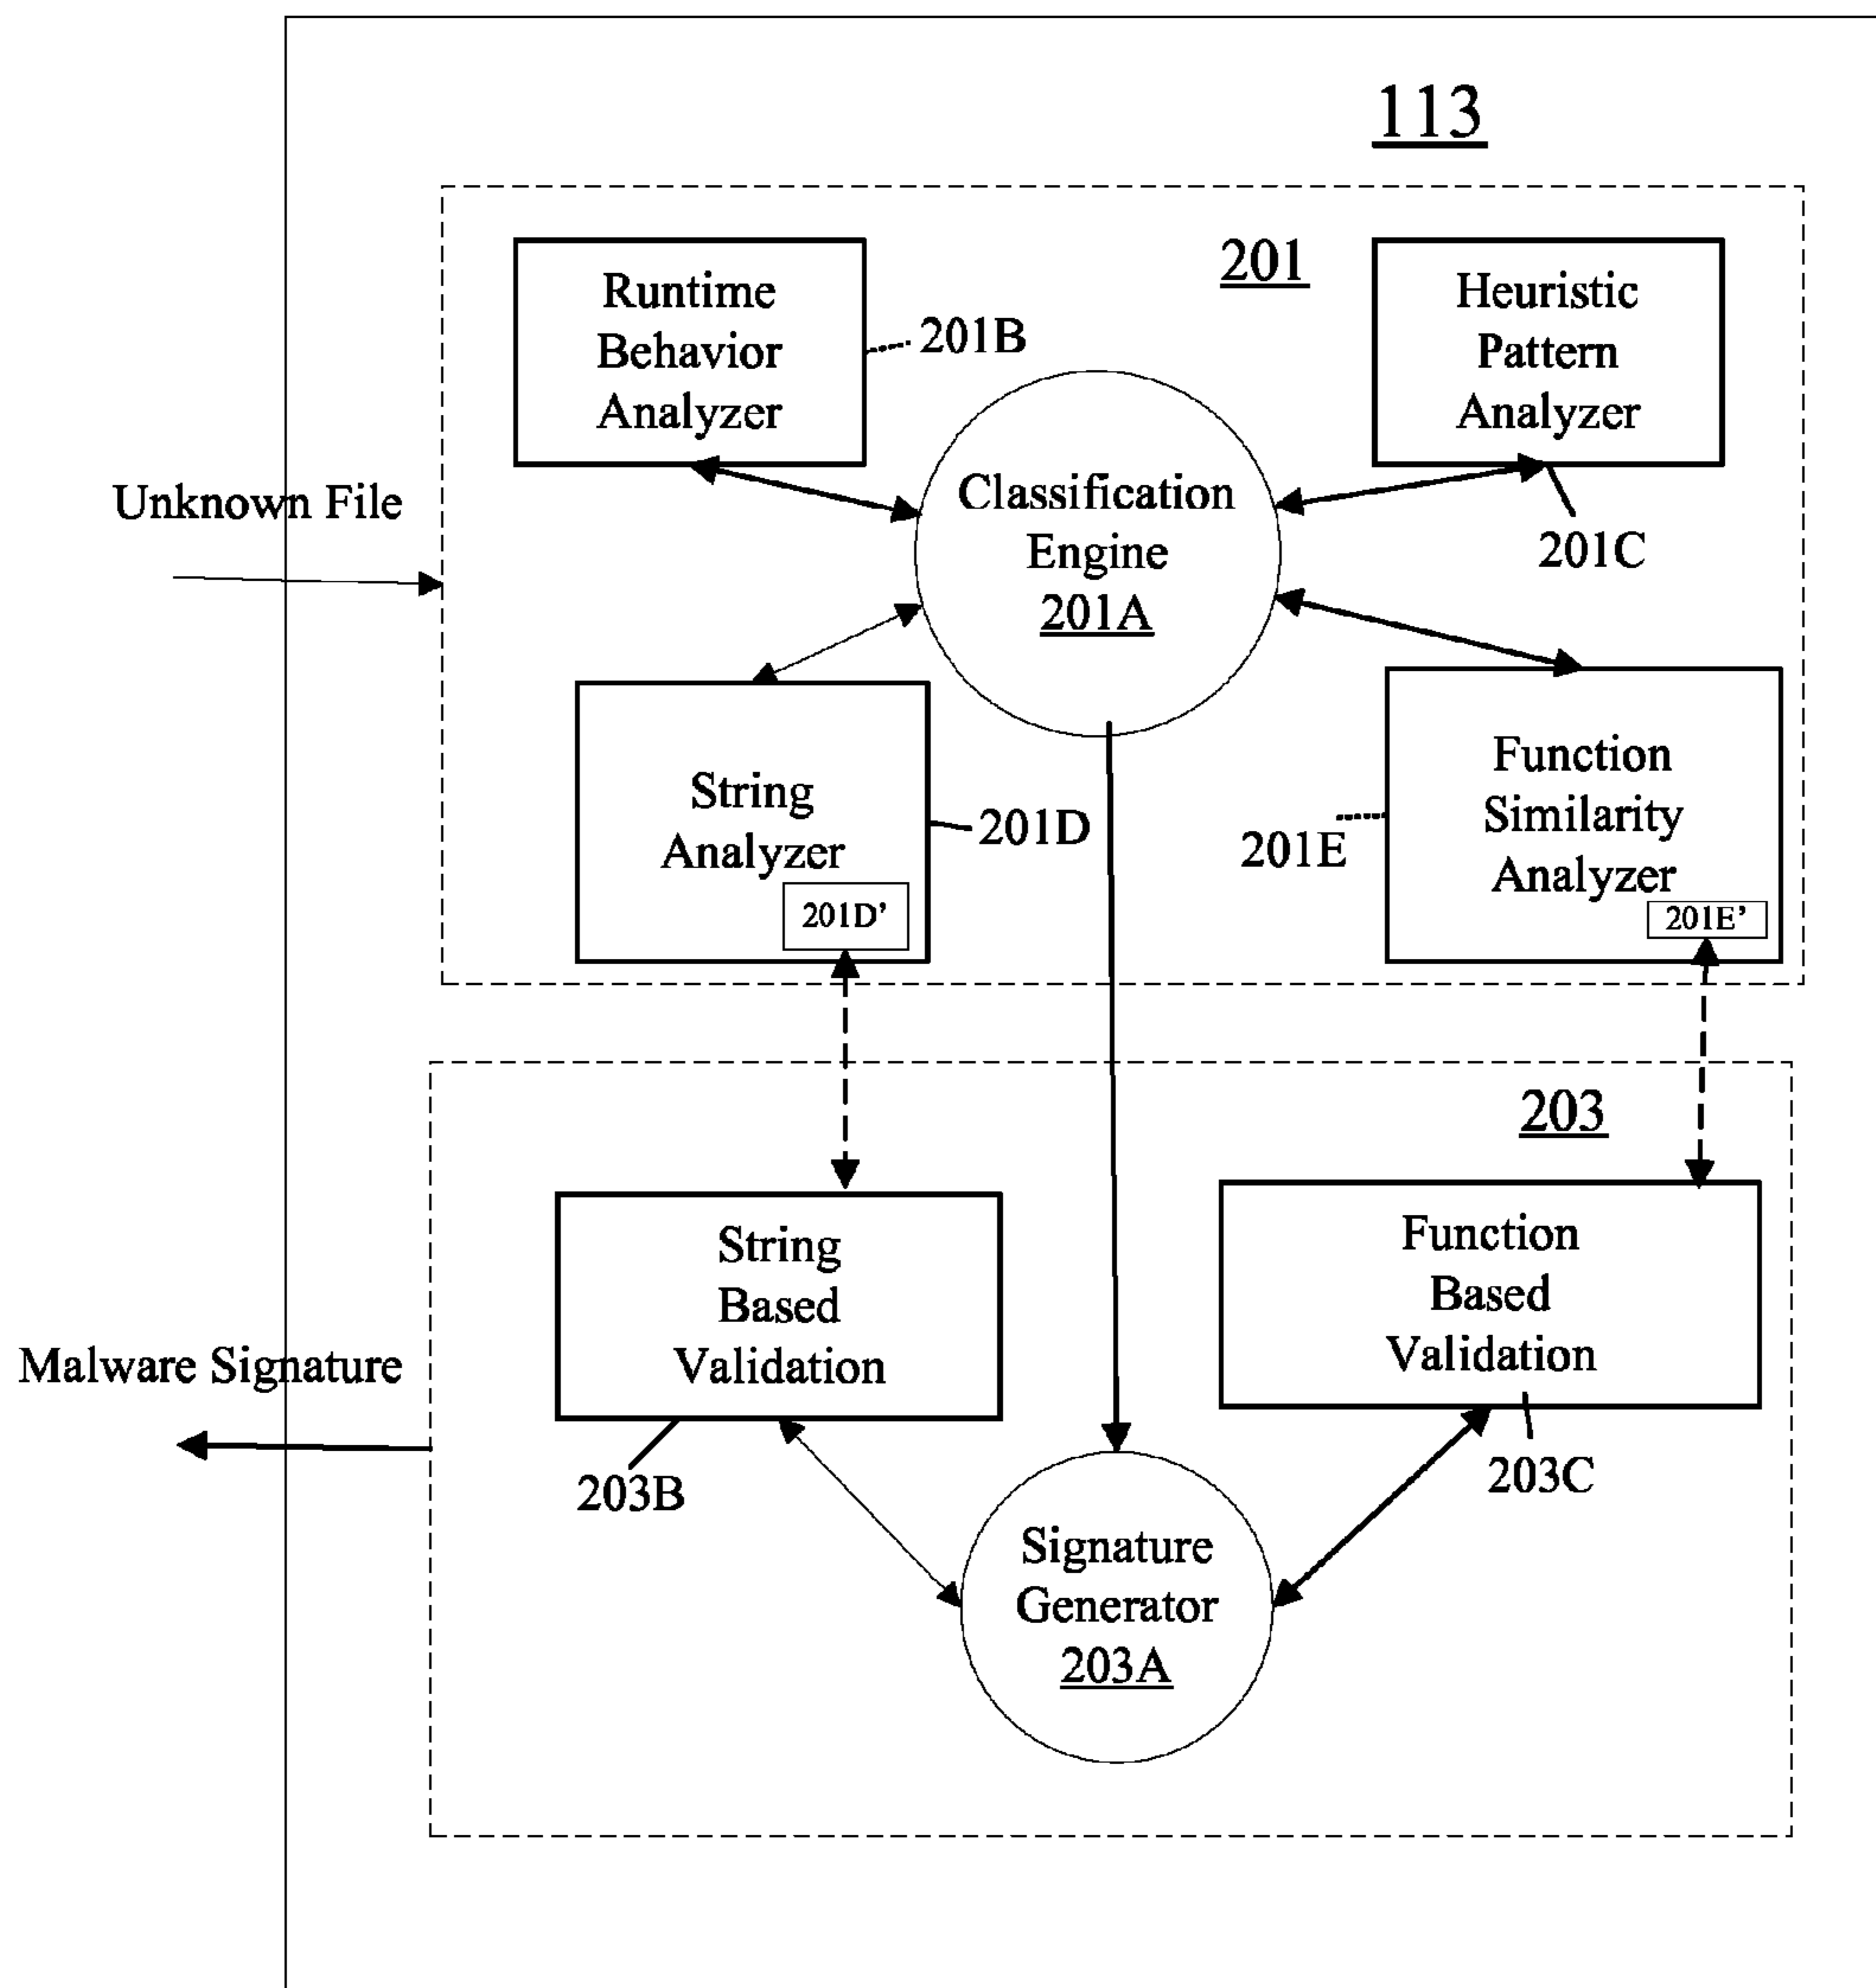 113
201
Runtime
Behavior
Analyzer
201B
Heuristic
Pattern
Analyzer
201C
Unknown File
Classification
Engine
201A
String
Analyzer
201D'
201D
Function
Similarity
Analyzer
201E'
201E
203
String
Based
Validation
203B
Function
Based
Validation
203C
Malware Signature
Signature
Generator
203A